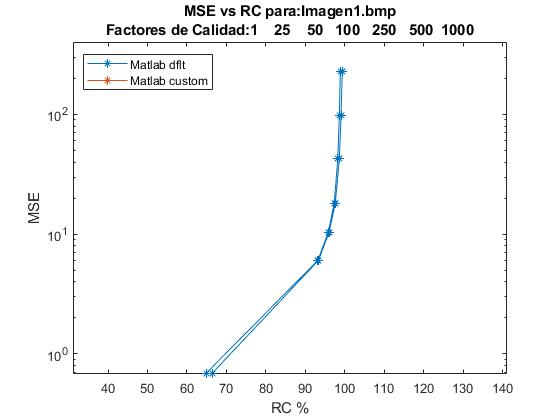 MSE vs RC para:Imagen1.bmp
Factores de Calidad:1 25 50 100 250 500 1000
Matlab dflt
Matlab custom
10^2
10^1
10^0
MSE
40 50 60 70 80 90 100 110 120 130 140
RC %